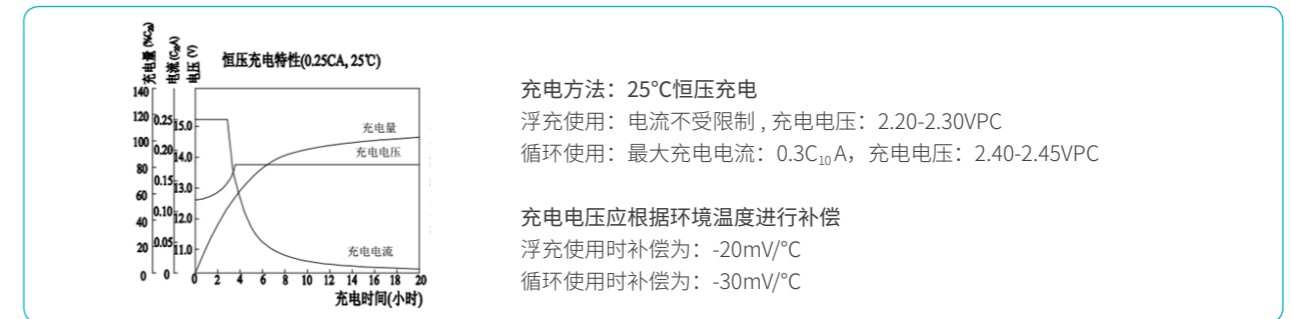 恒压充电特性(0.25CA, 25℃)
充电量 (%C₂₀)
电流 (C₂₀A)
电压 (V)
140
120
100
80
60
40
20
0
0.25
0.20
0.15
0.10
0.05
0
15.0
14.0
13.0
12.0
11.0
充电量
充电电压
充电电流
0 2 4 6 8 10 12 14 16 18 20
充电时间(小时)
充电方法：25℃恒压充电
浮充使用：电流不受限制 , 充电电压：2.20-2.30VPC
循环使用：最大充电电流：0.3C₁₀ A，充电电压：2.40-2.45VPC
充电电压应根据环境温度进行补偿
浮充使用时补偿为：-20mV/℃
循环使用时补偿为：-30mV/℃